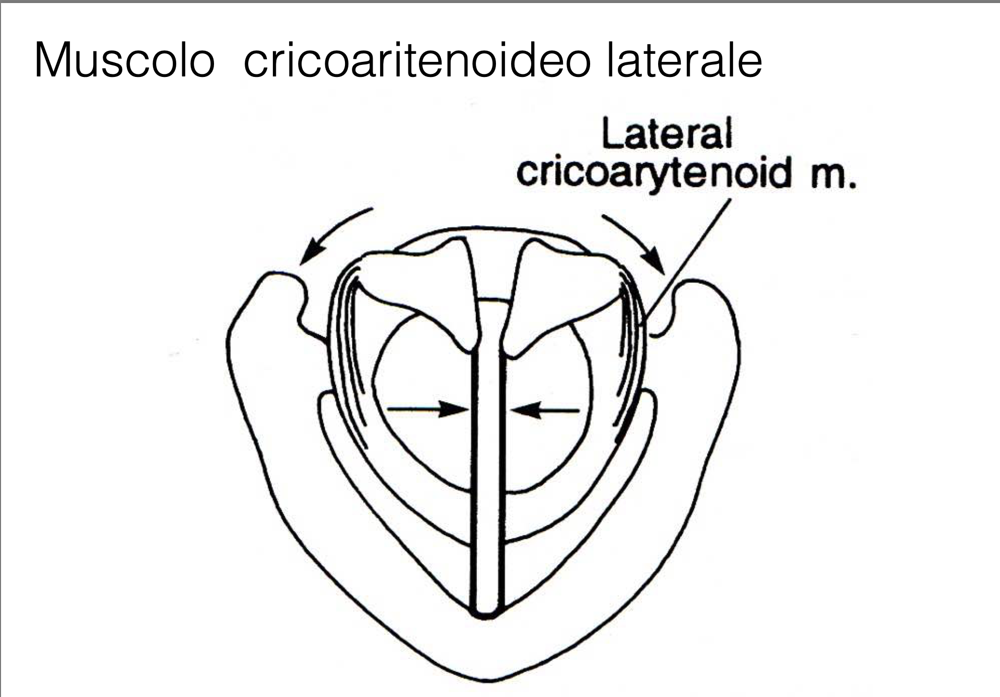 Muscolo cricoaritenoideo laterale
Lateral
cricoarytenoid m.